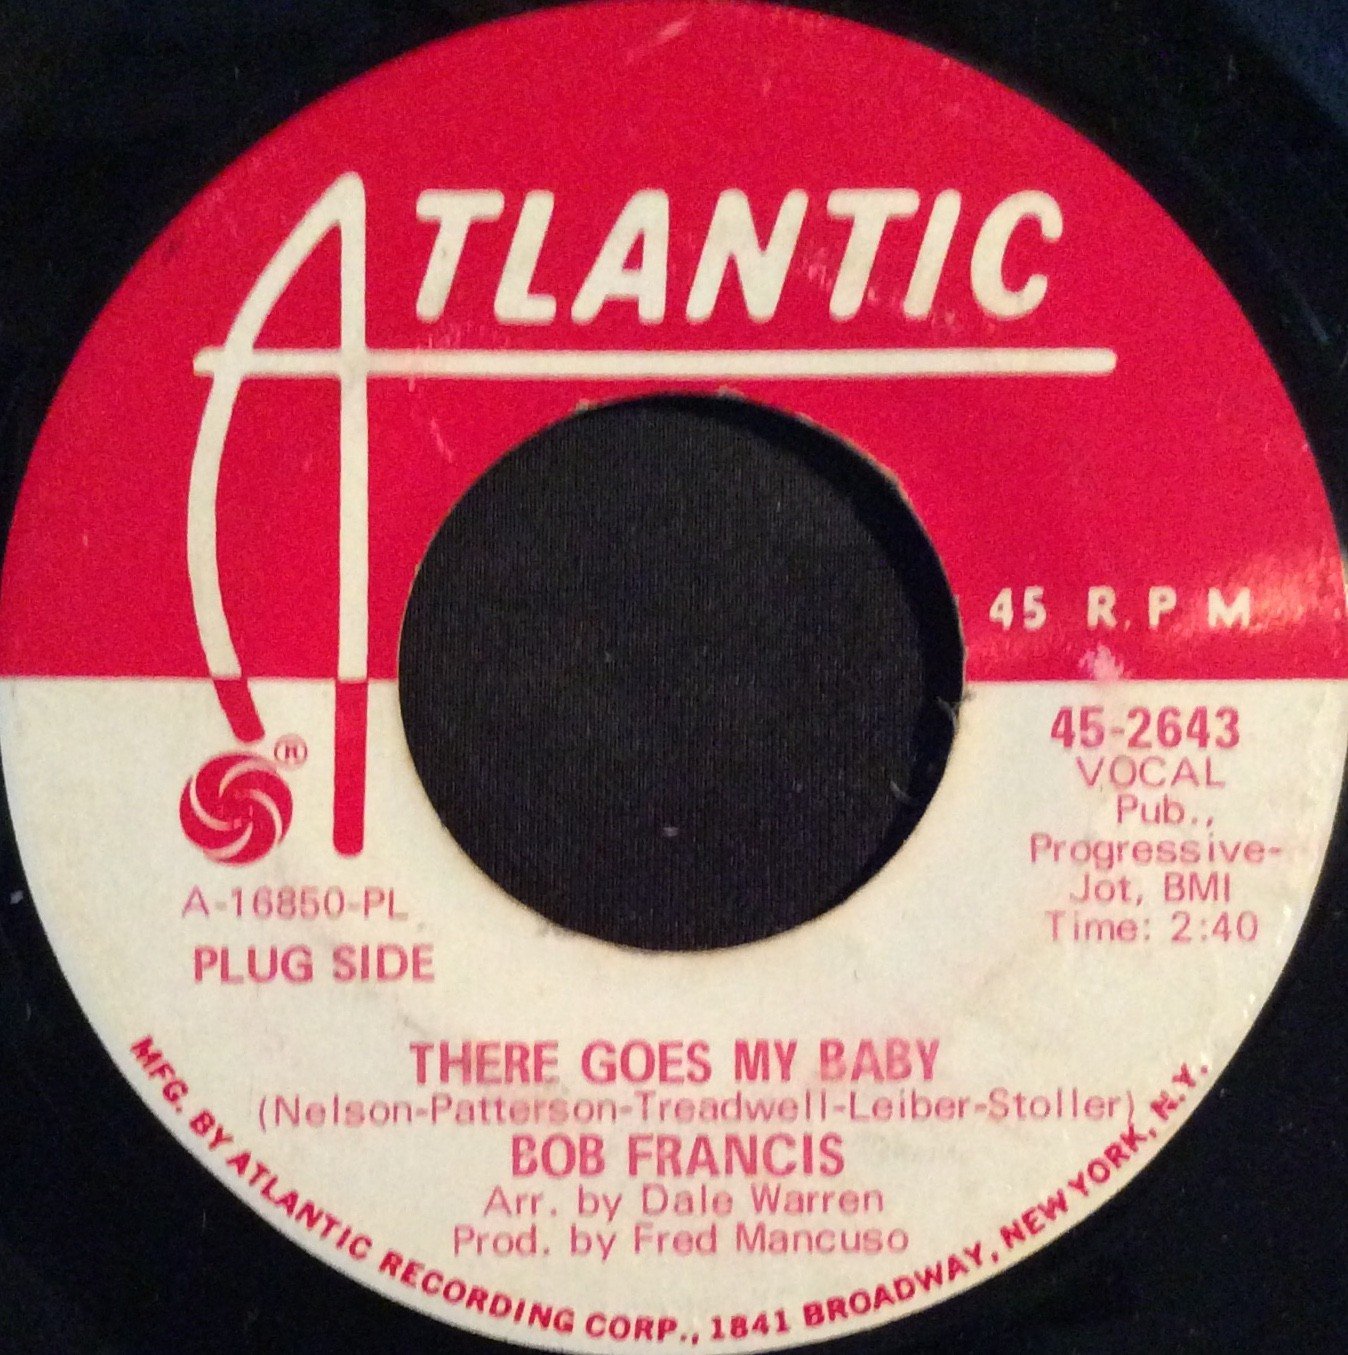 ATLANTIC
45 R.P.M.
45-2643
VOCAL
Pub.,
Progressive-
Jot, BMI
Time: 2:40
®
A-16850-PL
PLUG SIDE
THERE GOES MY BABY
(Nelson-Patterson-Treadwell-Leiber-Stoller)
BOB FRANCIS
Arr. by Dale Warren
Prod. by Fred Mancuso
MFG. BY ATLANTIC RECORDING CORP., 1841 BROADWAY, NEW YORK, N.Y.